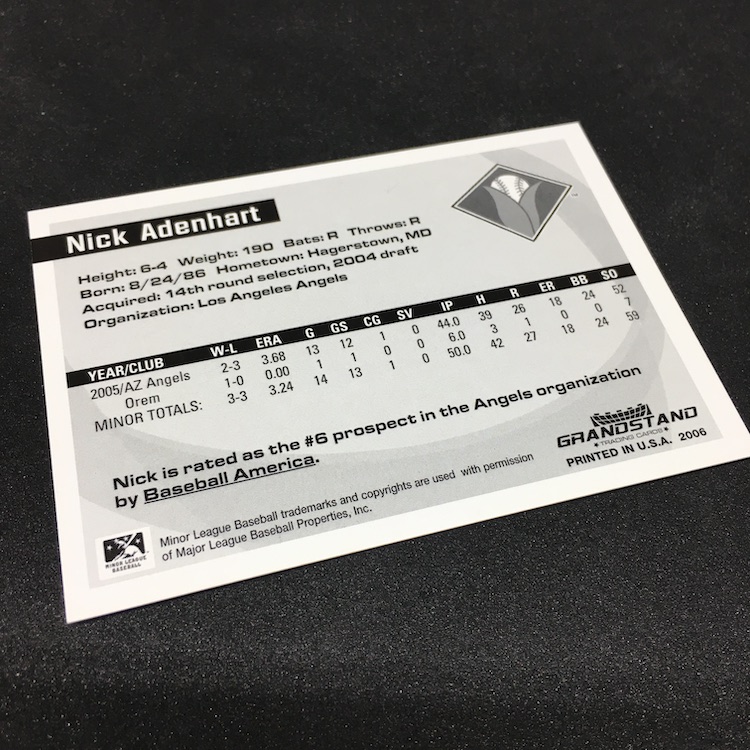 Nick Adenhart
Height: 6-4 Weight: 190 Bats: R Throws: R
Born: 8/24/86 Hometown: Hagerstown, MD
Acquired: 14th round selection, 2004 draft
Organization: Los Angeles Angels
YEAR/CLUB W-L ERA G GS CG SV IP H R ER BB SO
2005/AZ Angels 2-3 3.68 13 12 1 0 44.0 39 26 18 24 52
Orem 1-0 0.00 1 1 0 0 6.0 3 1 0 0 7
MINOR TOTALS: 3-3 3.24 14 13 1 0 50.0 42 27 18 24 59
Nick is rated as the #6 prospect in the Angels organization
by Baseball America.
GRANDSTAND
TRADING CARDS
PRINTED IN U.S.A. 2006
Minor League Baseball trademarks and copyrights are used with permission
of Major League Baseball Properties, Inc.
MINOR LEAGUE
BASEBALL